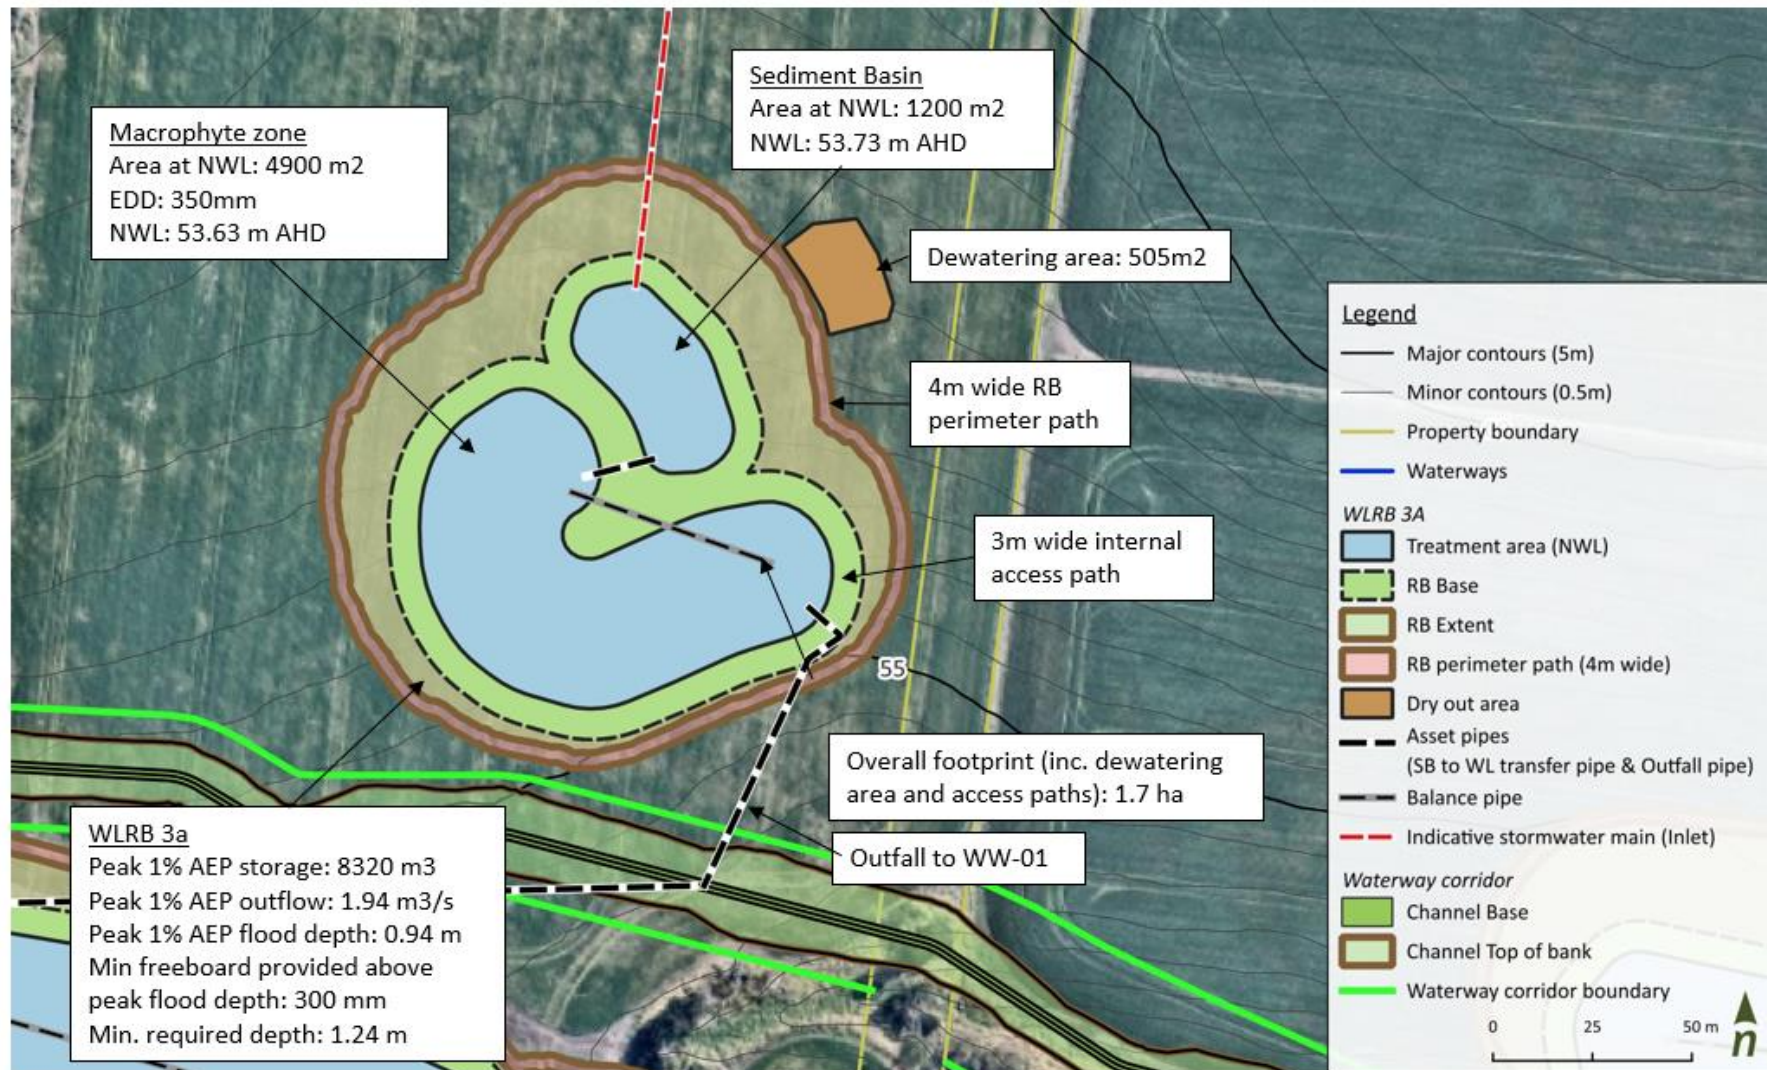 Macrophyte zone
Area at NWL: 4900 m2
EDD: 350mm
NWL: 53.63 m AHD
Sediment Basin
Area at NWL: 1200 m2
NWL: 53.73 m AHD
Dewatering area: 505m2
4m wide RB
perimeter path
3m wide internal
access path
55
Overall footprint (inc. dewatering
area and access paths): 1.7 ha
Outfall to WW-01
WLRB 3a
Peak 1% AEP storage: 8320 m3
Peak 1% AEP outflow: 1.94 m3/s
Peak 1% AEP flood depth: 0.94 m
Min freeboard provided above
peak flood depth: 300 mm
Min. required depth: 1.24 m
Legend
Major contours (5m)
Minor contours (0.5m)
Property boundary
Waterways
WLRB 3A
Treatment area (NWL)
RB Base
RB Extent
RB perimeter path (4m wide)
Dry out area
Asset pipes
(SB to WL transfer pipe & Outfall pipe)
Balance pipe
Indicative stormwater main (Inlet)
Waterway corridor
Channel Base
Channel Top of bank
Waterway corridor boundary
0 25 50 m
n